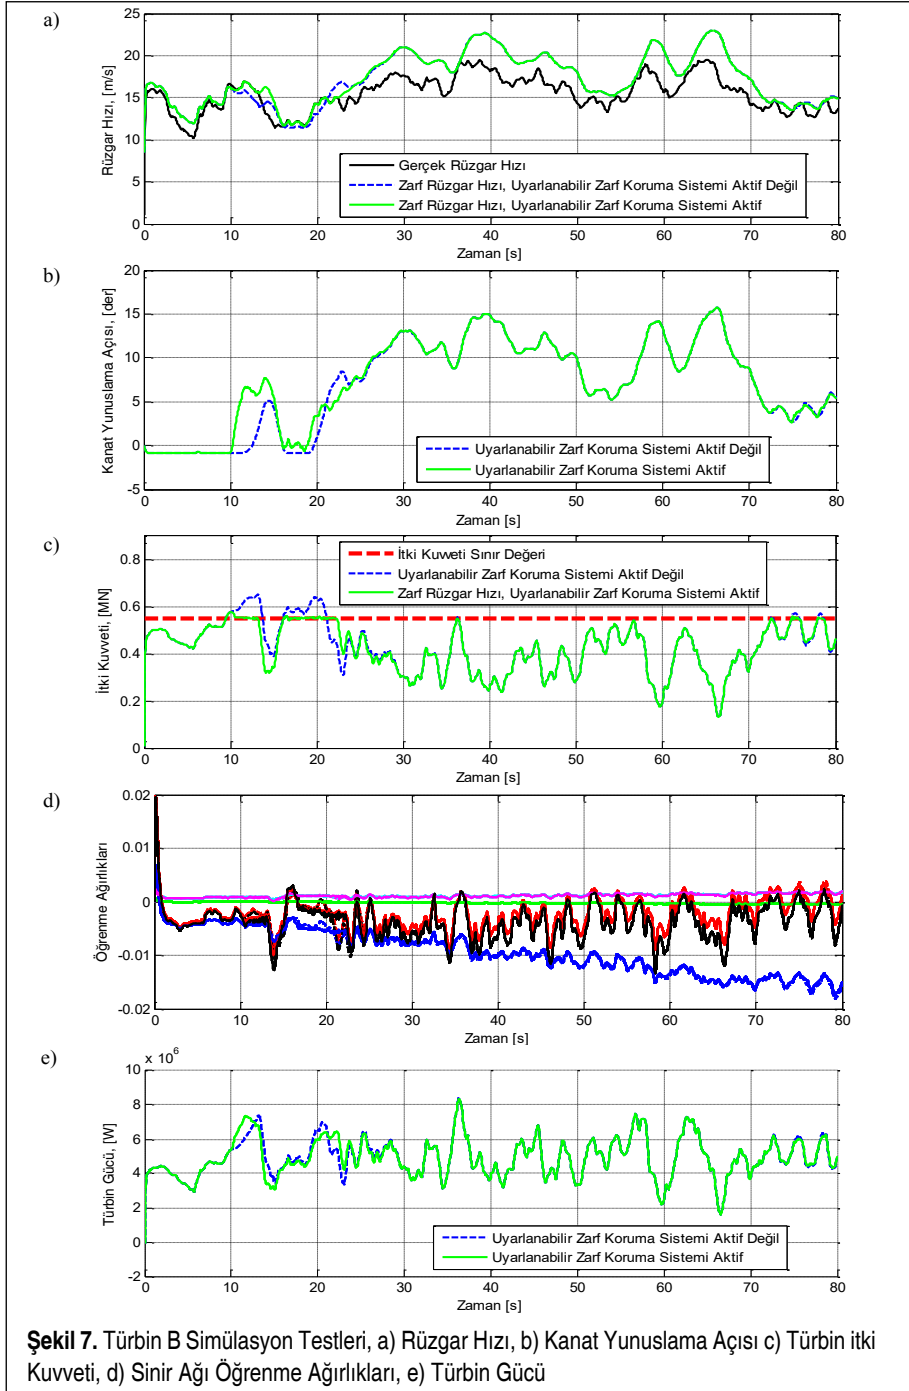 a)
25
20
15
10
5
0
Rüzgar Hızı, [m/s]
Gerçek Rüzgar Hızı
Zarf Rüzgar Hızı, Uyarlanabilir Zarf Koruma Sistemi Aktif Değil
Zarf Rüzgar Hızı, Uyarlanabilir Zarf Koruma Sistemi Aktif
0 10 20 30 40 50 60 70 80
Zaman [s]
b)
20
15
10
5
0
-5
Kanat Yunuslama Açısı, [der]
Uyarlanabilir Zarf Koruma Sistemi Aktif Değil
Uyarlanabilir Zarf Koruma Sistemi Aktif
0 10 20 30 40 50 60 70 80
Zaman [s]
c)
0.8
0.6
0.4
0.2
0
İtki Kuvveti, [MN]
İtki Kuvveti Sınır Değeri
Uyarlanabilir Zarf Koruma Sistemi Aktif Değil
Zarf Rüzgar Hızı, Uyarlanabilir Zarf Koruma Sistemi Aktif
0 10 20 30 40 50 60 70 80
Zaman [s]
d)
0.02
0.01
0
-0.01
-0.02
Öğrenme Ağırlıkları
0 10 20 30 40 50 60 70 80
Zaman [s]
e)
x 10^6
10
8
6
4
2
0
-2
Türbin Gücü, [W]
Uyarlanabilir Zarf Koruma Sistemi Aktif Değil
Uyarlanabilir Zarf Koruma Sistemi Aktif
0 10 20 30 40 50 60 70 80
Zaman [s]
Şekil 7. Türbin B Simülasyon Testleri, a) Rüzgar Hızı, b) Kanat Yunuslama Açısı c) Türbin itki
Kuvveti, d) Sinir Ağı Öğrenme Ağırlıkları, e) Türbin Gücü